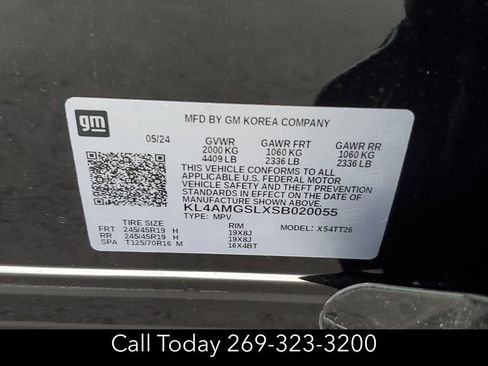 gm
MFD BY GM KOREA COMPANY
05/24 GVWR GAWR FRT GAWR RR
2000 KG 1060 KG 1060 KG
4409 LB 2336 LB 2336 LB
THIS VEHICLE CONFORMS TO ALL
APPLICABLE U.S. FEDERAL MOTOR
VEHICLE SAFETY AND THEFT PREVENTION
STANDARDS IN EFFECT ON THE DATE OF
MANUFACTURE SHOWN ABOVE.
KL4AMGSLXSB020055
TYPE: MPV
TIRE SIZE RIM MODEL: X54TT26
FRT 245/45R19 H 19X8J
RR 245/45R19 H 19X8J
SPA T125/70R16 M 16X4BT
Call Today 269-323-3200